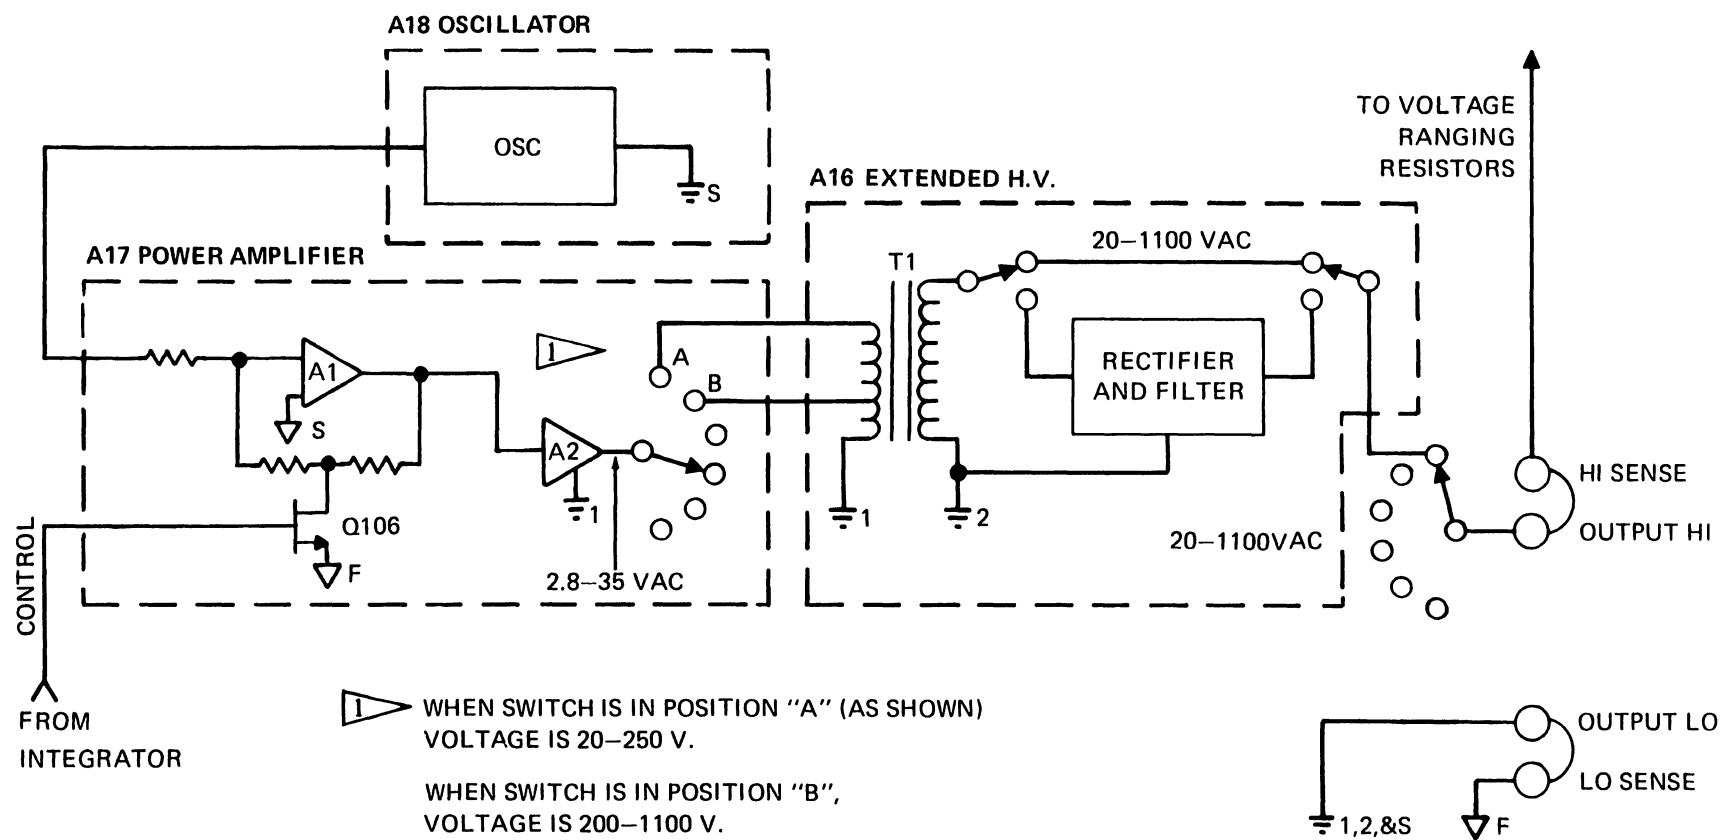 A18 OSCILLATOR
OSC
S
TO VOLTAGE
RANGING
RESISTORS
A16 EXTENDED H.V.
20–1100 VAC
T1
RECTIFIER
AND FILTER
1
2
20–1100VAC
A17 POWER AMPLIFIER
1
A
B
A1
S
A2
1
Q106
F
2.8–35 VAC
CONTROL
FROM
INTEGRATOR
HI SENSE
OUTPUT HI
1 WHEN SWITCH IS IN POSITION "A" (AS SHOWN)
VOLTAGE IS 20–250 V.
WHEN SWITCH IS IN POSITION "B",
VOLTAGE IS 200–1100 V.
OUTPUT LO
LO SENSE
1,2,&S
F